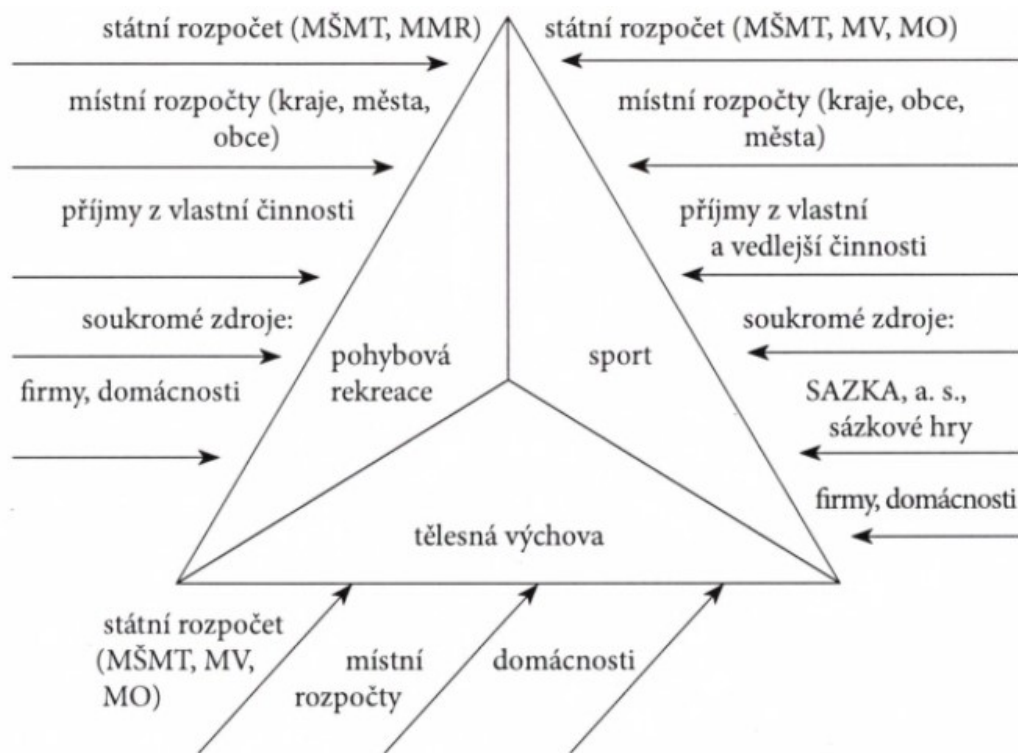 státní rozpočet (MŠMT, MMR)
místní rozpočty (kraje, města,
obce)
příjmy z vlastní činnosti
soukromé zdroje:
firmy, domácnosti
státní rozpočet (MŠMT, MV, MO)
místní rozpočty (kraje, obce,
města)
příjmy z vlastní
a vedlejší činnosti
soukromé zdroje:
SAZKA, a. s.,
sázkové hry
firmy, domácnosti
pohybová
rekreace
sport
tělesná výchova
státní rozpočet
(MŠMT, MV,
MO)
místní
rozpočty
domácnosti